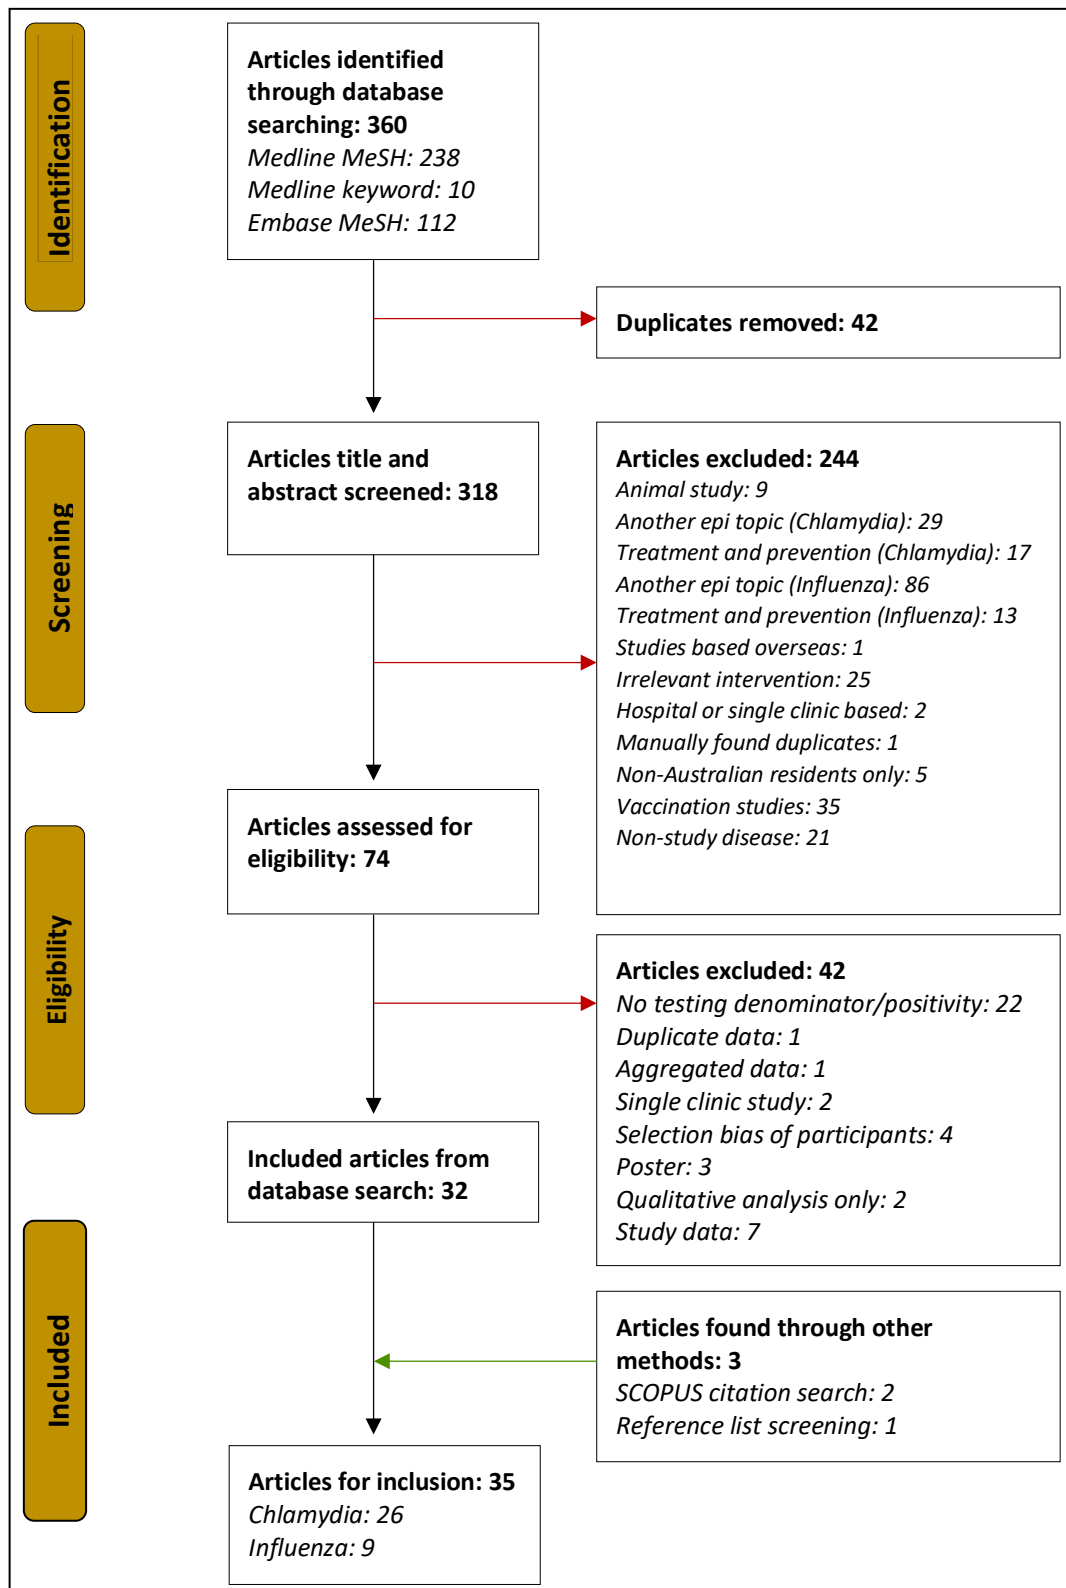 Identification
Articles identified
through database
searching: 360
Medline MeSH: 238
Medline keyword: 10
Embase MeSH: 112
Duplicates removed: 42
Screening
Articles title and
abstract screened: 318
Articles excluded: 244
Animal study: 9
Another epi topic (Chlamydia): 29
Treatment and prevention (Chlamydia): 17
Another epi topic (Influenza): 86
Treatment and prevention (Influenza): 13
Studies based overseas: 1
Irrelevant intervention: 25
Hospital or single clinic based: 2
Manually found duplicates: 1
Non-Australian residents only: 5
Vaccination studies: 35
Non-study disease: 21
Eligibility
Articles assessed for
eligibility: 74
Articles excluded: 42
No testing denominator/positivity: 22
Duplicate data: 1
Aggregated data: 1
Single clinic study: 2
Selection bias of participants: 4
Poster: 3
Qualitative analysis only: 2
Study data: 7
Included articles from
database search: 32
Included
Articles found through other
methods: 3
SCOPUS citation search: 2
Reference list screening: 1
Articles for inclusion: 35
Chlamydia: 26
Influenza: 9